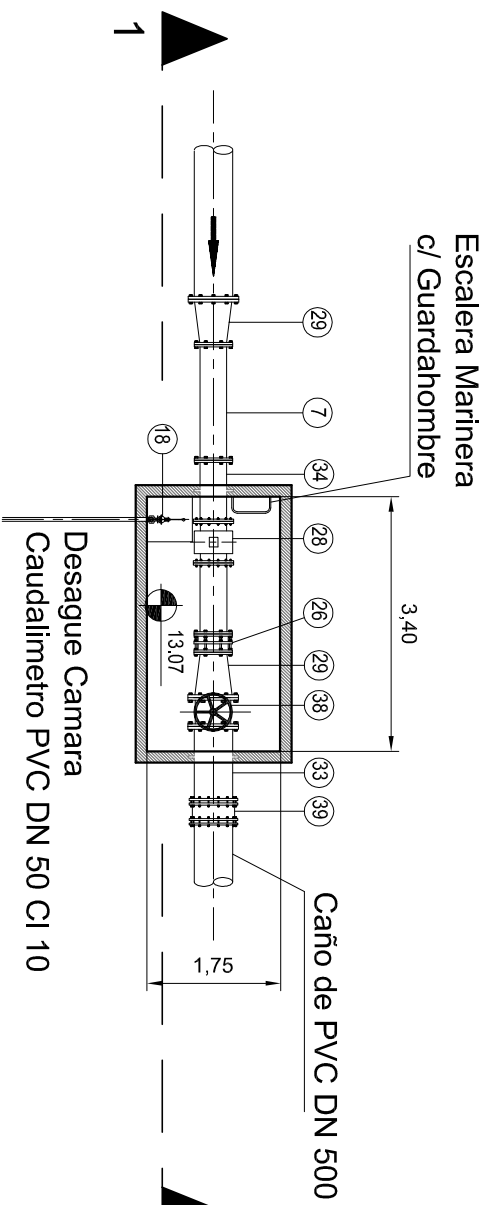 Escalera Marinera
c/ Guardahombre
1
29
7
34
28
26
29
38
33
39
18
3,40
1,75
13.07
Caño de PVC DN 500
Desague Camara
Caudalimetro PVC DN 50 Cl 10